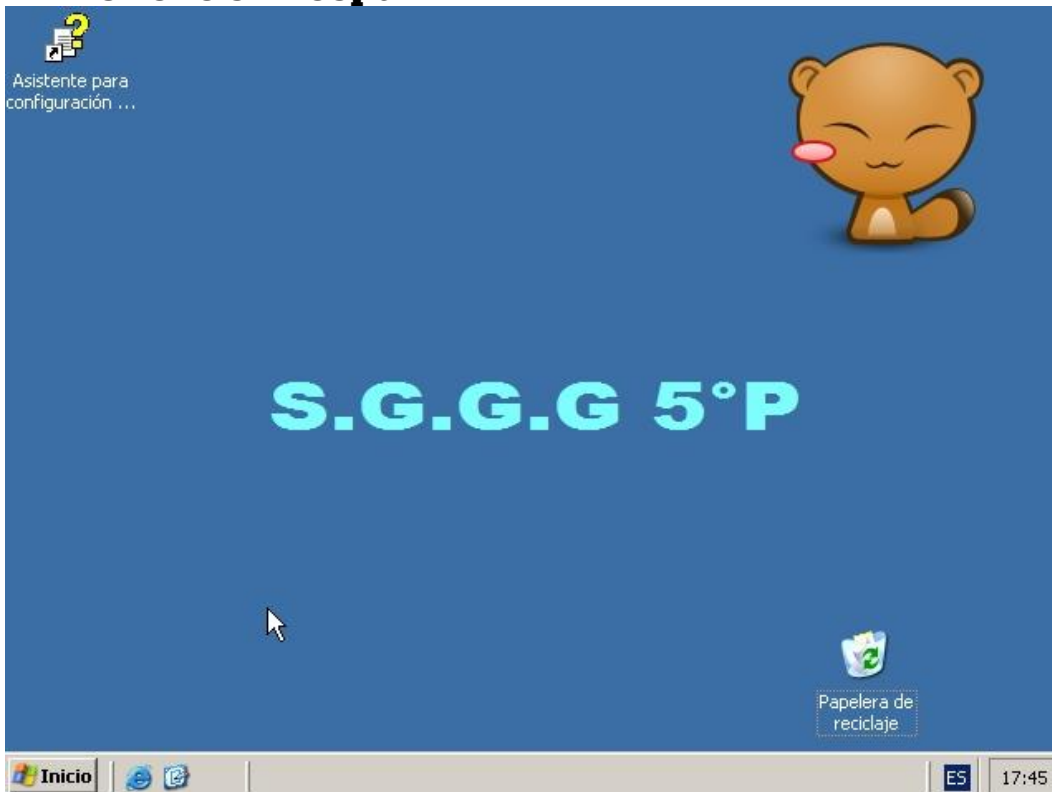 Asistente para
configuración ...
S.G.G.G 5°P
Papelera de
reciclaje
Inicio
ES
17:45